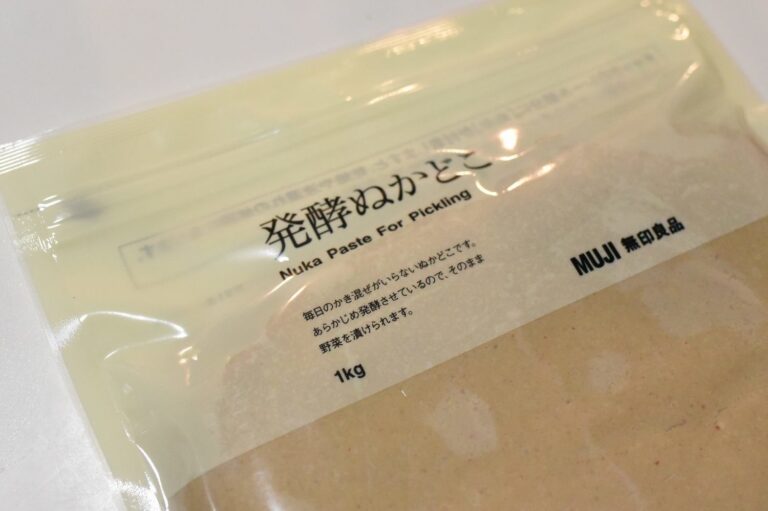 発酵ぬかどこ
Nuka Paste For Pickling
毎日のかき混ぜがいらないぬかどこです。
あらかじめ発酵させているので、そのまま
野菜を漬けられます。
1kg
MUJI 無印良品